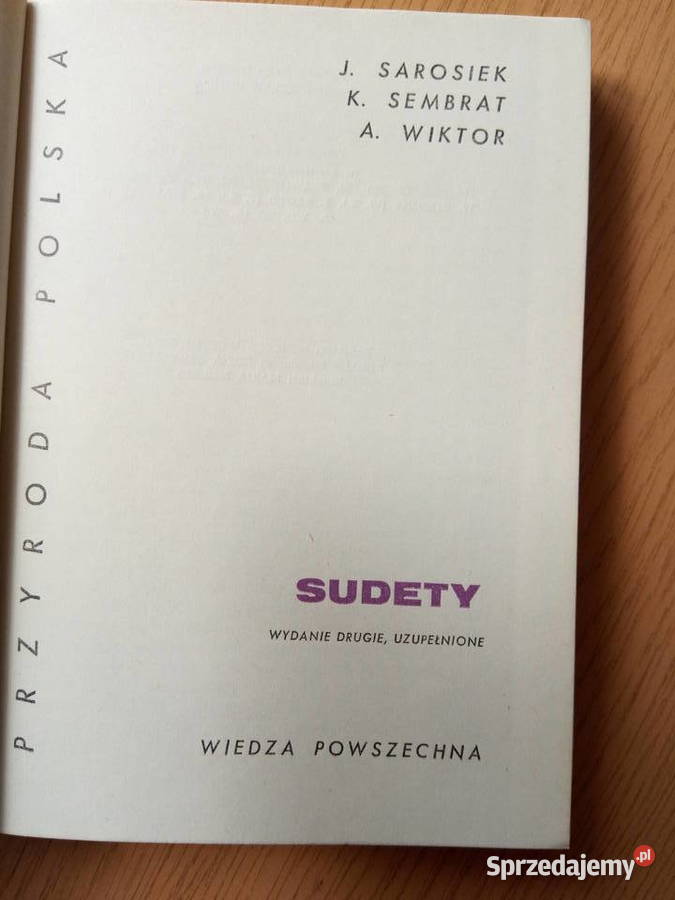 J. SAROSIEK
K. SEMBRAT
A. WIKTOR
PRZYRODA POLSKA
SUDETY
WYDANIE DRUGIE, UZUPEŁNIONE
WIEDZA POWSZECHNA
Sprzedajemy.pl